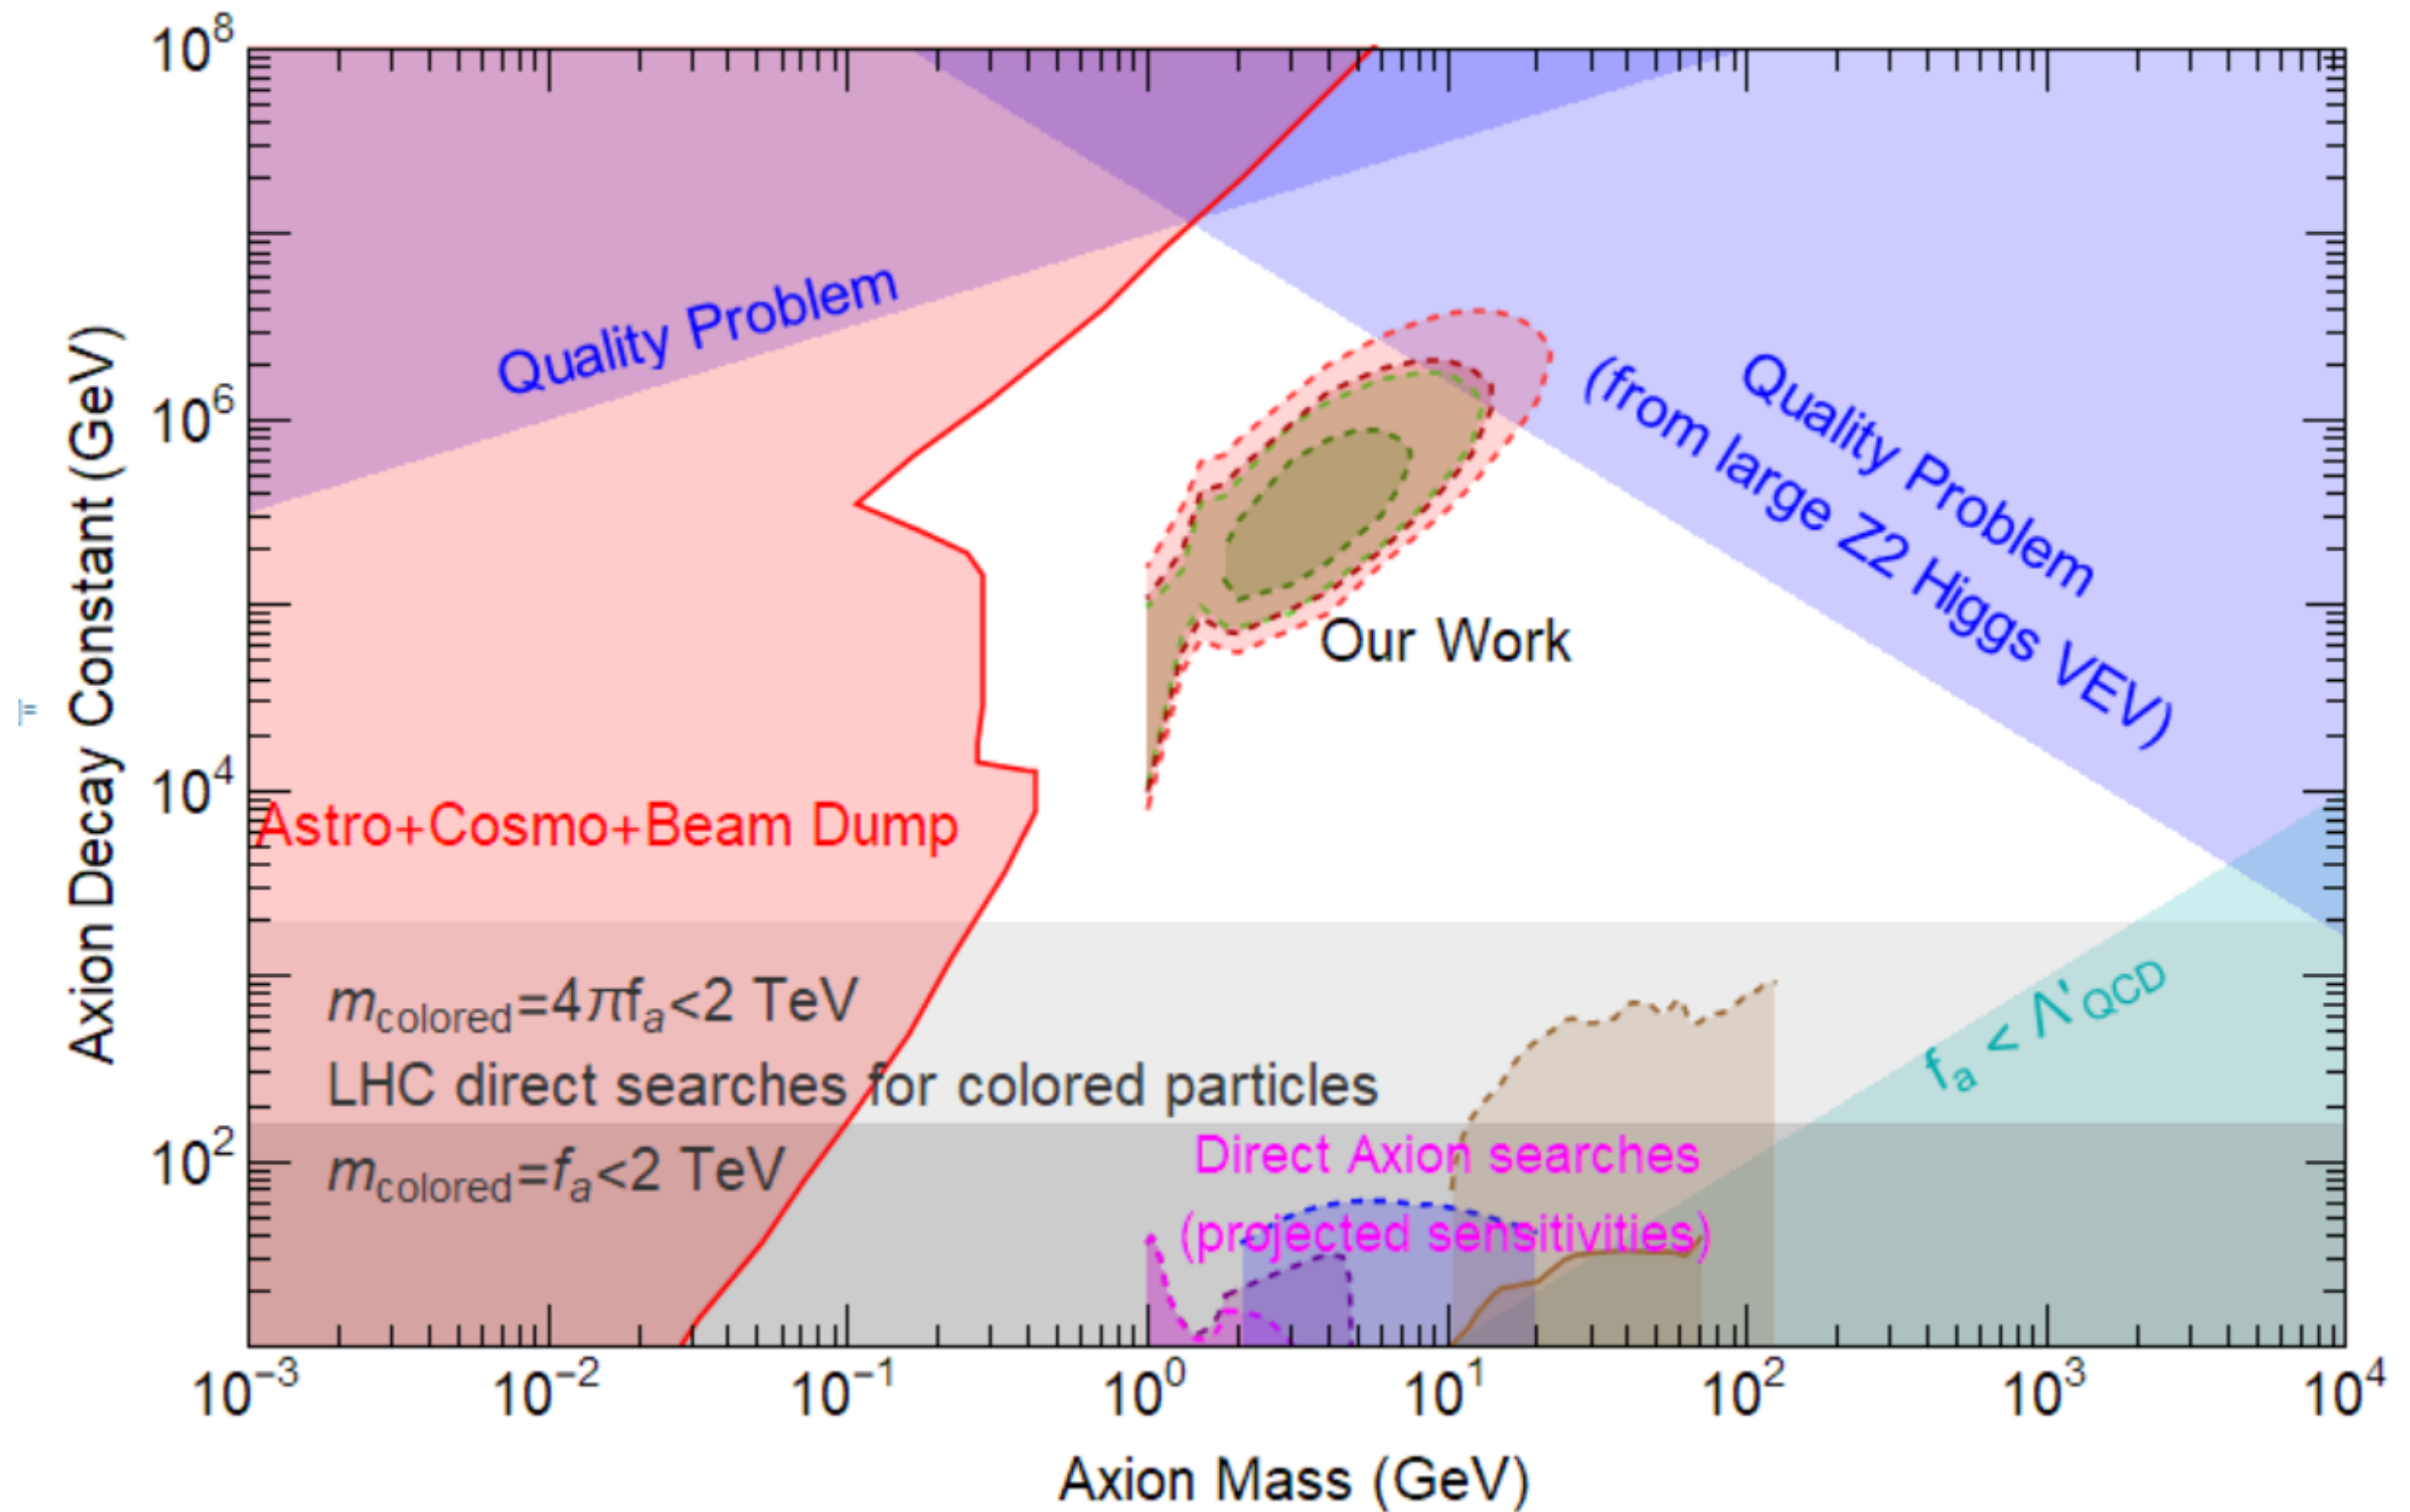 10^8
10^6
10^4
10^2
Axion Decay Constant (GeV)
Quality Problem
Quality Problem
(from large Z2 Higgs VEV)
Our Work
Astro+Cosmo+Beam Dump
m_colored=4πf_a<2 TeV
LHC direct searches for colored particles
m_colored=f_a<2 TeV
Direct Axion searches
(projected sensitivities)
f_a < Λ'_QCD
10^−3 10^−2 10^−1 10^0 10^1 10^2 10^3 10^4
Axion Mass (GeV)